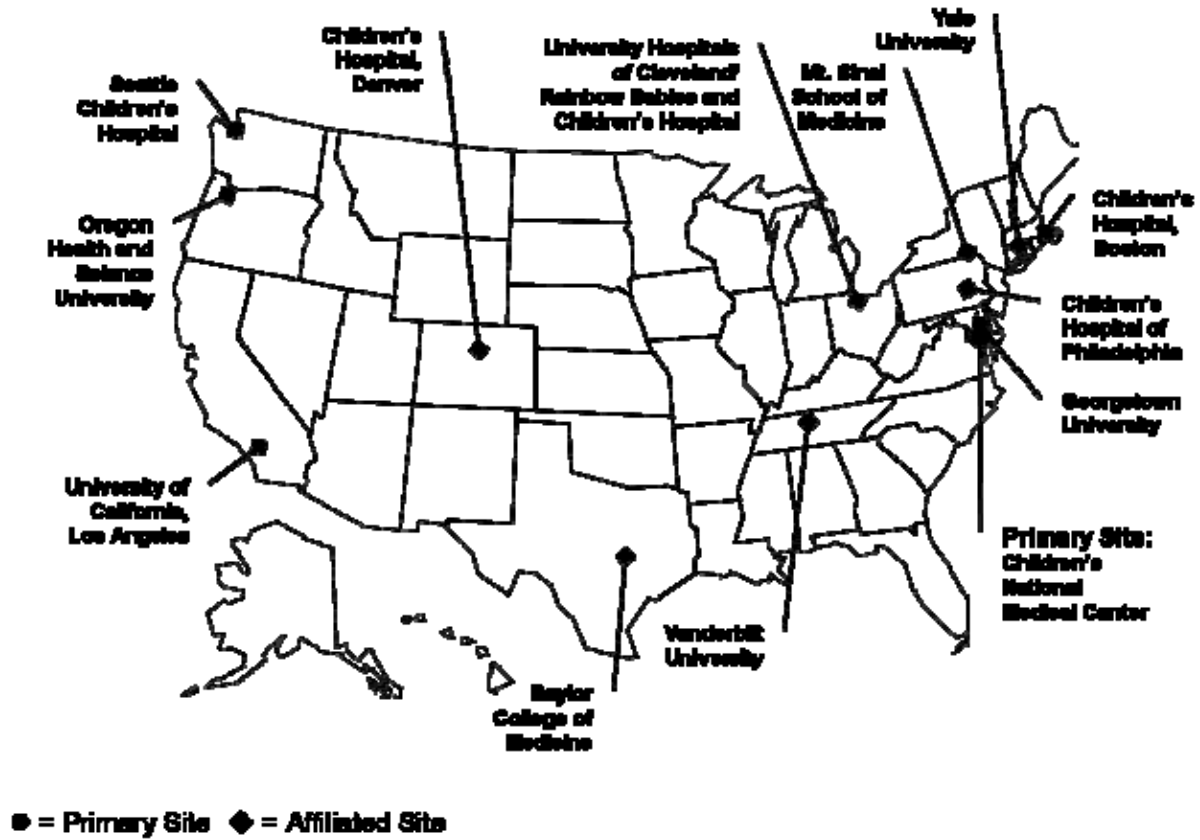 Children's
Hospital,
Denver
University Hospitals
of Cleveland/
Rainbow Babies and
Children's Hospital
Yale
University
Mt. Sinai
School of
Medicine
Seattle
Children's
Hospital
Children's
Hospital,
Boston
Oregon
Health and
Science
University
Children's
Hospital of
Philadelphia
Georgetown
University
University of
California,
Los Angeles
Primary Site:
Children's
National
Medical Center
Vanderbilt
University
Baylor
College of
Medicine
= Primary Site = Affiliated Site